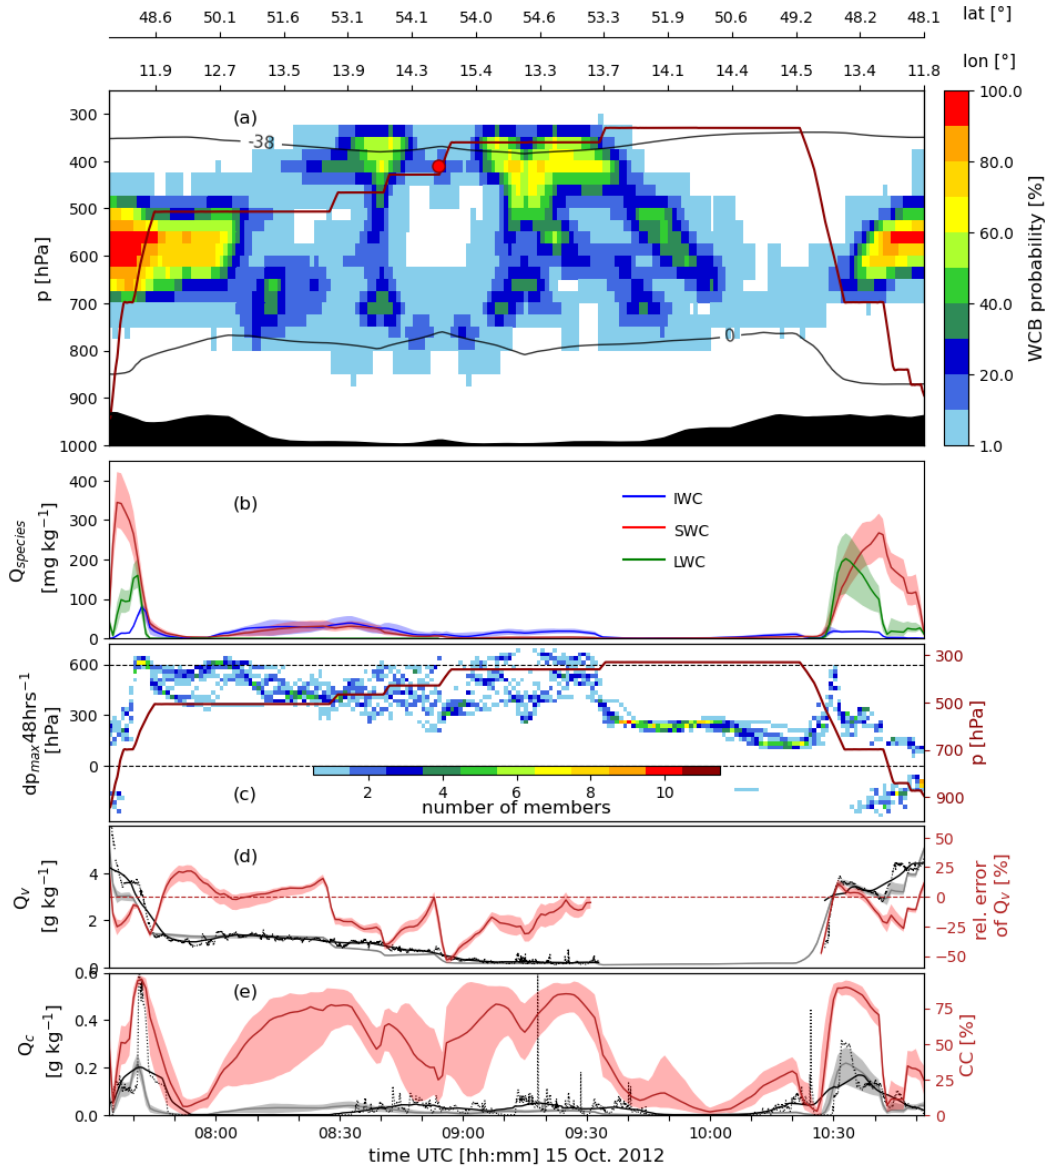 48.6 50.1 51.6 53.1 54.1 54.6 54.6 53.3 51.9 50.6 49.2 48.2 48.1 lat [°]
11.9 12.7 13.5 13.9 14.3 15.4 13.3 13.7 14.1 14.4 14.5 13.4 11.8 lon [°]
(a)
-38
0
300
400
500
600
700
800
900
1000
p [hPa]
100.0
80.0
60.0
40.0
20.0
1.0
WCB probability [%]
(b)
IWC
SWC
LWC
400
300
200
100
0
Qspecies
[mg kg⁻¹]
600
300
0
dpmax48hrs⁻¹
[hPa]
300
500
700
900
p [hPa]
2 4 6 8 10
number of members
(c)
(d)
4
2
0
Qv
[g kg⁻¹]
50
25
0
−25
−50
rel. error
of Qv [%]
(e)
0.6
0.4
0.2
0.0
Qc
[g kg⁻¹]
75
50
25
0
CC [%]
08:00 08:30 09:00 09:30 10:00 10:30
time UTC [hh:mm] 15 Oct. 2012